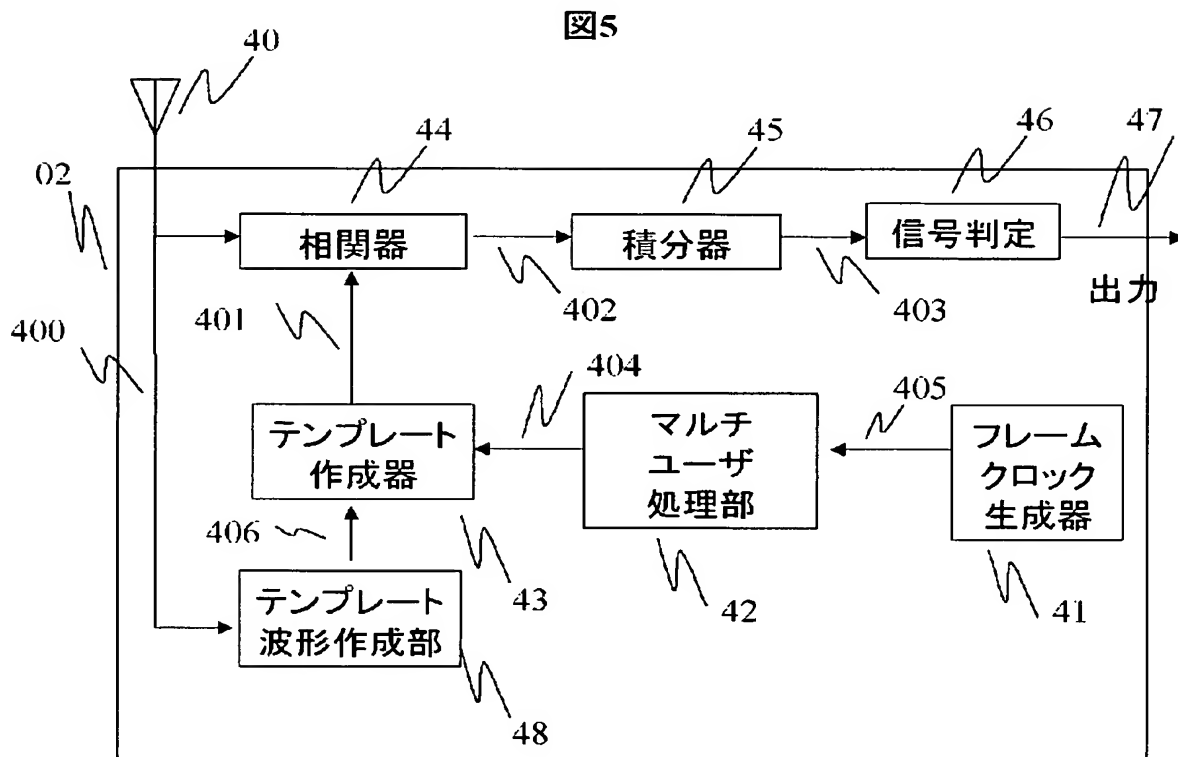 図5
40
44
45
46
47
02
相関器
積分器
信号判定
402
403
出力
401
400
404
405
テンプレート
作成器
マルチ
ユーザ
処理部
フレーム
クロック
生成器
406
43
42
41
テンプレート
波形作成部
48